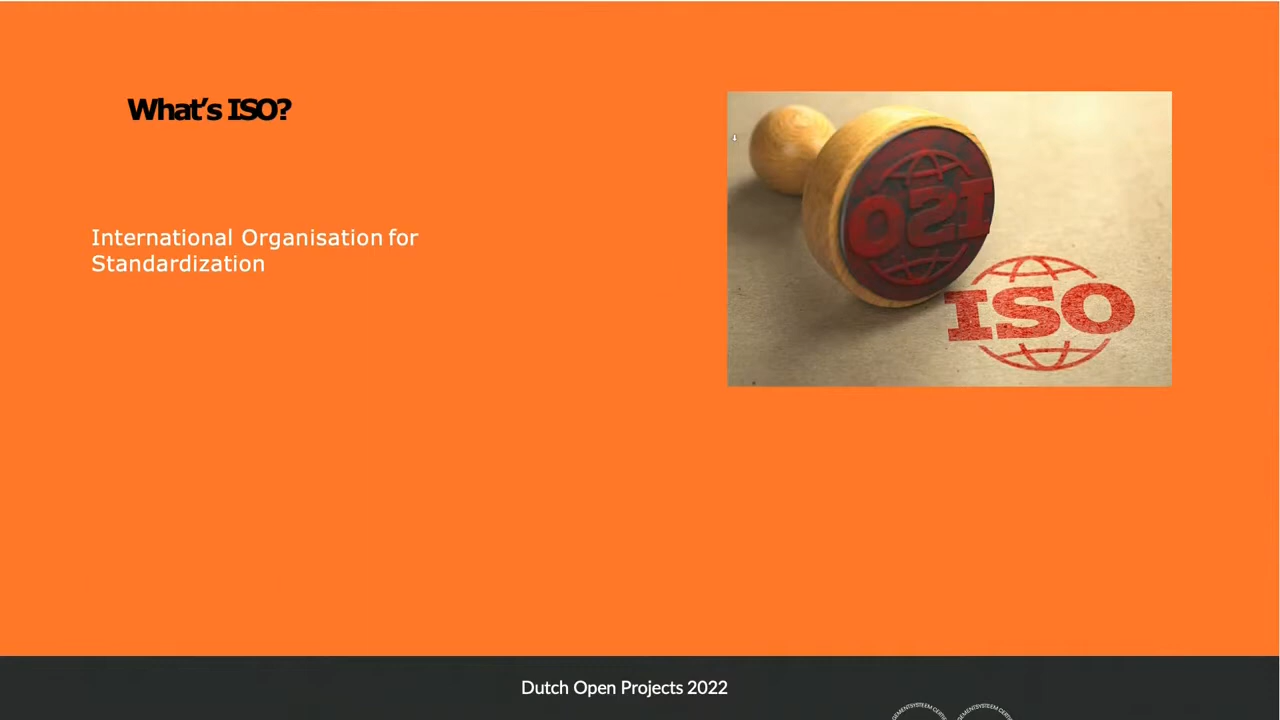 What's ISO?
International Organisation for
Standardization
ISO
ISO
Dutch Open Projects 2022